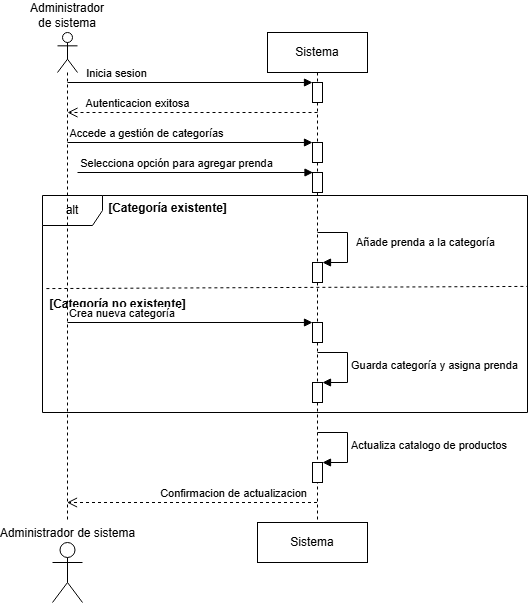 Administrador
de sistema
Sistema
Inicia sesion
Autenticacion exitosa
Accede a gestión de categorías
Selecciona opción para agregar prenda
alt
[Categoría existente]
Añade prenda a la categoría
[Categoría no existente]
Crea nueva categoría
Guarda categoría y asigna prenda
Actualiza catalogo de productos
Confirmacion de actualizacion
Administrador de sistema
Sistema